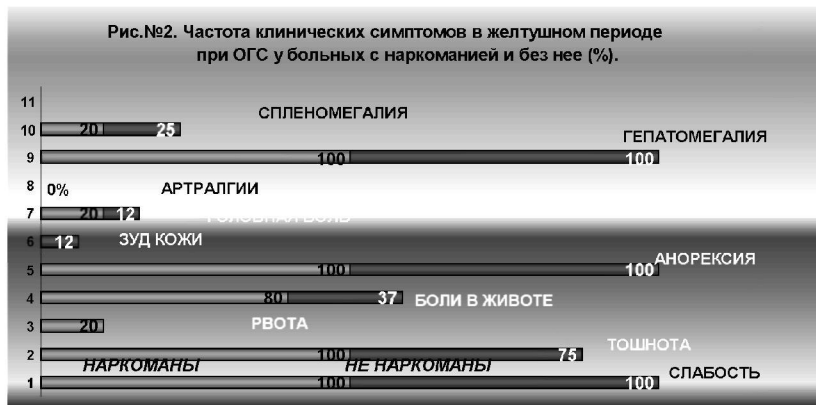 Рис.№2. Частота клинических симптомов в желтушном периоде
при ОГС у больных с наркоманией и без нее (%).
11
СПЛЕНОМЕГАЛИЯ
10 20 25
ГЕПАТОМЕГАЛИЯ
9 100 100
8 0% АРТРАЛГИИ
7 20 12 ГОЛОВНАЯ БОЛЬ
6 12 ЗУД КОЖИ
АНОРЕКСИЯ
5 100 100
4 80 37 БОЛИ В ЖИВОТЕ
3 20 РВОТА
ТОШНОТА
2 100 75
НАРКОМАНЫ НЕ НАРКОМАНЫ
СЛАБОСТЬ
1 100 100